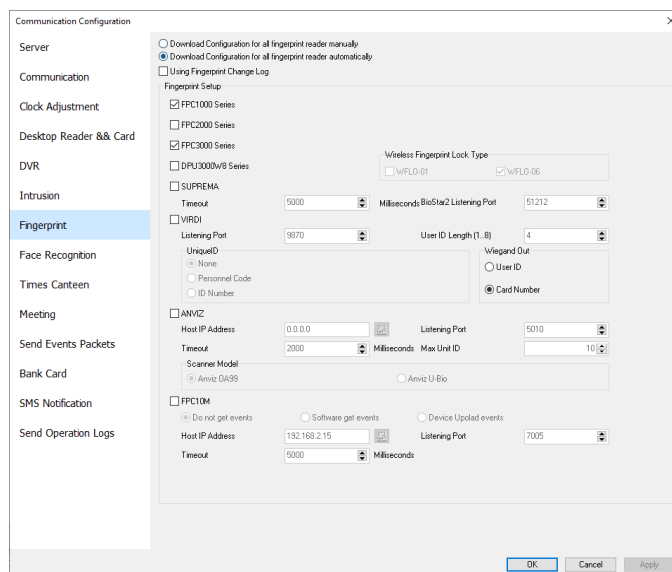 Communication Configuration
Server
Communication
Clock Adjustment
Desktop Reader && Card
DVR
Intrusion
Fingerprint
Face Recognition
Times Canteen
Meeting
Send Events Packets
Bank Card
SMS Notification
Send Operation Logs
Download Configuration for all fingerprint reader manually
Download Configuration for all fingerprint reader automatically
Using Fingerprint Change Log
Fingerprint Setup
FPC1000 Series
FPC2000 Series
FPC3000 Series
DPU3000W8 Series
Wireless Fingerprint Lock Type
WFLO-01 WFLO-06
SUPREMA
Timeout 5000 Milliseconds BioStar2 Listening Port 51212
VIRDI
Listening Port 9870 User ID Length (1..8) 4
UniqueID
None
Personnel Code
ID Number
Wiegand Out
User ID
Card Number
ANVIZ
Host IP Address 0.0.0.0 Listening Port 5010
Timeout 2000 Milliseconds Max Unit ID 10
Scanner Model
Anviz OA99 Anviz U-Bio
FPC10M
Do not get events Software get events Device Upolad events
Host IP Address 192.168.2.15 Listening Port 7005
Timeout 5000 Milliseconds
OK Cancel Apply